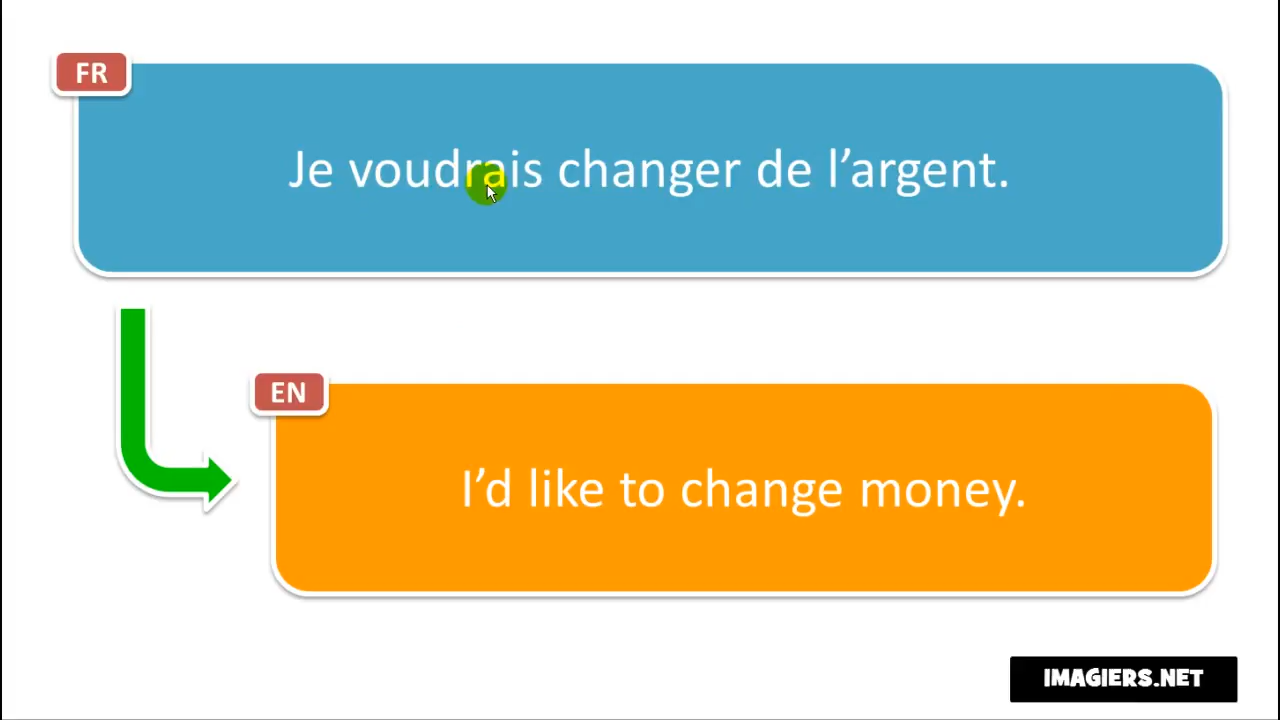 FR
Je voudrais changer de l’argent.
EN
I’d like to change money.
IMAGIERS.NET